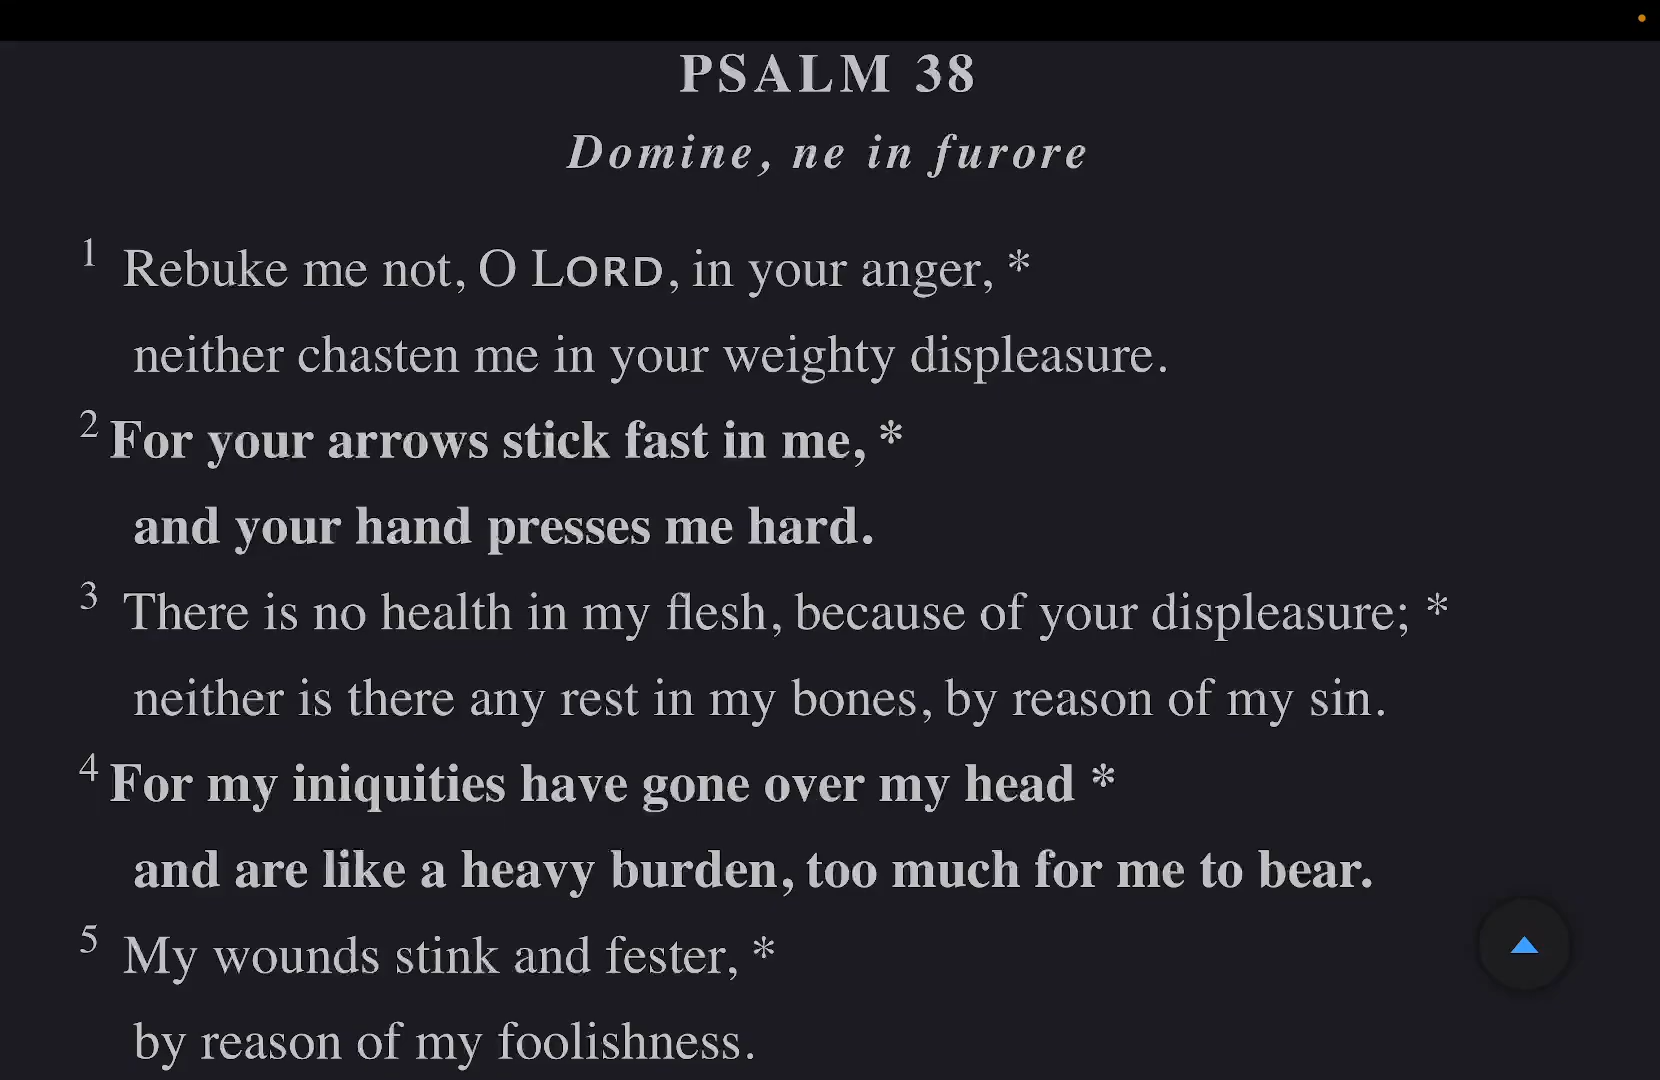 PSALM 38
Domine, ne in furore
1 Rebuke me not, O LORD, in your anger, *
neither chasten me in your weighty displeasure.
2 For your arrows stick fast in me, *
and your hand presses me hard.
3 There is no health in my flesh, because of your displeasure; *
neither is there any rest in my bones, by reason of my sin.
4 For my iniquities have gone over my head *
and are like a heavy burden, too much for me to bear.
5 My wounds stink and fester, *
by reason of my foolishness.